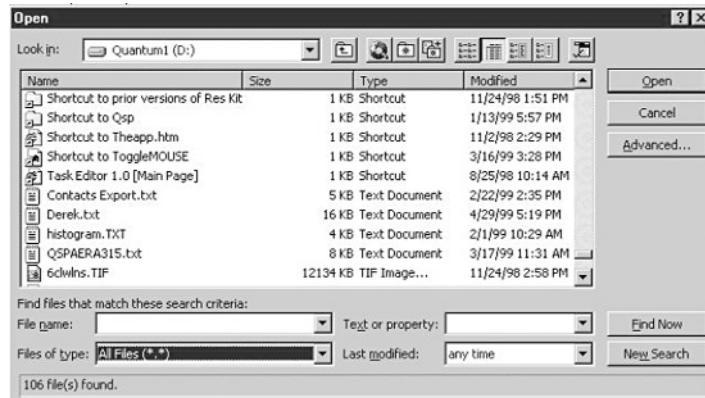 Open
Look in: Quantum1 (D:)
Name Size Type Modified
Shortcut to prior versions of Res Kit 1 KB Shortcut 11/24/98 1:51 PM
Shortcut to Qsp 1 KB Shortcut 1/13/99 5:57 PM
Shortcut to Theapp.htm 1 KB Shortcut 11/2/98 2:29 PM
Shortcut to ToggleMOUSE 1 KB Shortcut 3/16/99 3:28 PM
Task Editor 1.0 [Main Page] 1 KB Shortcut 8/25/98 10:14 AM
Contacts Export.txt 5 KB Text Document 2/22/99 2:35 PM
Derek.txt 16 KB Text Document 4/29/99 5:19 PM
histogram.TXT 4 KB Text Document 2/1/99 10:29 AM
QSPAERA315.txt 8 KB Text Document 3/17/99 11:31 AM
6clwlns.TIF 12134 KB TIF Image... 11/24/98 2:58 PM
Open
Cancel
Advanced...
Find files that match these search criteria:
File name: Text or property: Find Now
Files of type: All Files (*.*) Last modified: any time New Search
106 file(s) found.